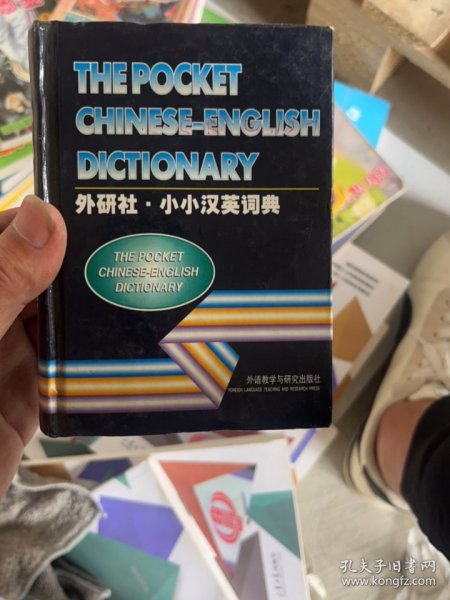 THE POCKET
CHINESE-ENGLISH
DICTIONARY
外研社·小小汉英词典
THE POCKET
CHINESE-ENGLISH
DICTIONARY
外语教学与研究出版社
FOREIGN LANGUAGE TEACHING AND RESEARCH PRESS
孔夫子旧书网
www.kongfz.com